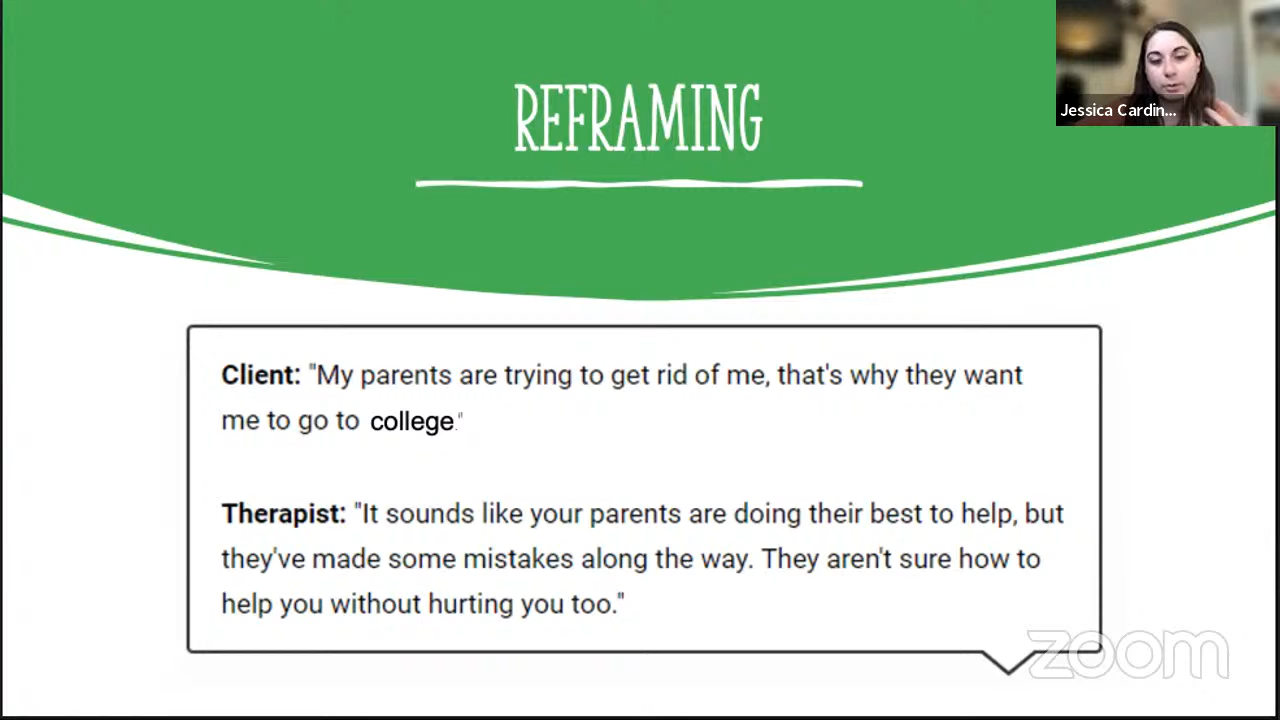 REFRAMING
Jessica Cardin...
Client: "My parents are trying to get rid of me, that's why they want
me to go to college."
Therapist: "It sounds like your parents are doing their best to help, but
they've made some mistakes along the way. They aren't sure how to
help you without hurting you too."
zoom